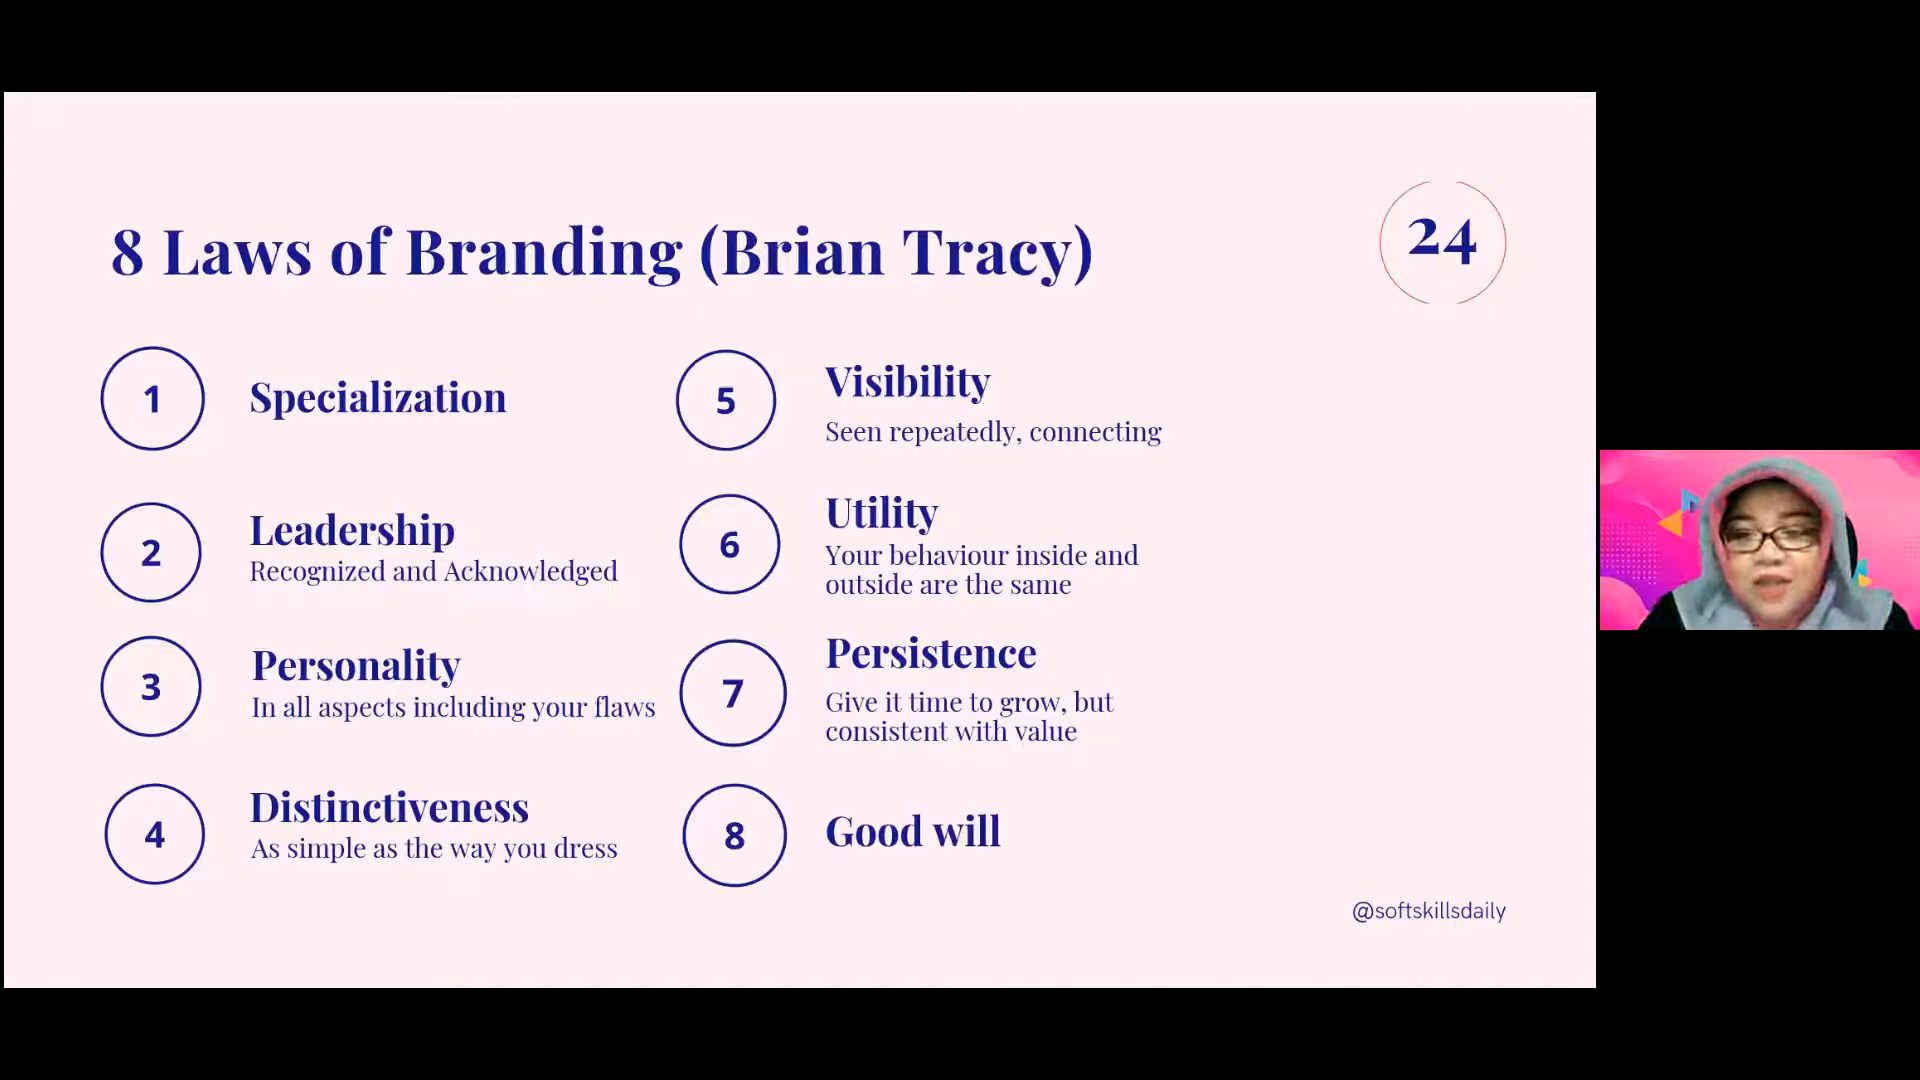 8 Laws of Branding (Brian Tracy)
24
1
Specialization
2
Leadership
Recognized and Acknowledged
3
Personality
In all aspects including your flaws
4
Distinctiveness
As simple as the way you dress
5
Visibility
Seen repeatedly, connecting
6
Utility
Your behaviour inside and
outside are the same
7
Persistence
Give it time to grow, but
consistent with value
8
Good will
@softskillsdaily